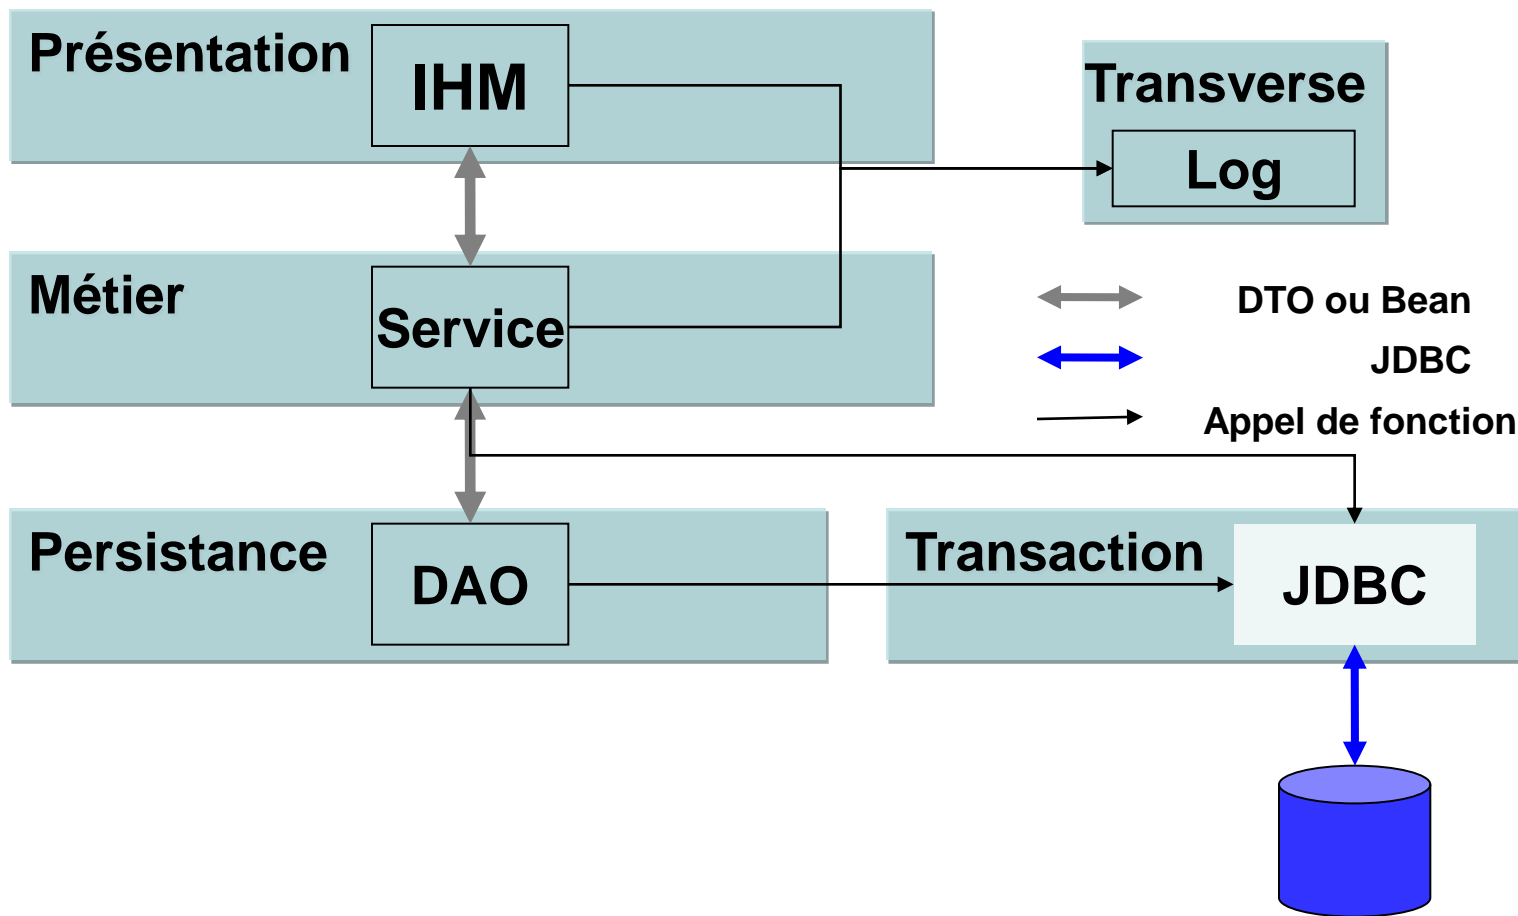 Présentation
IHM
Transverse
Log
Métier
Service
DTO ou Bean
JDBC
Appel de fonction
Persistance
DAO
Transaction
JDBC